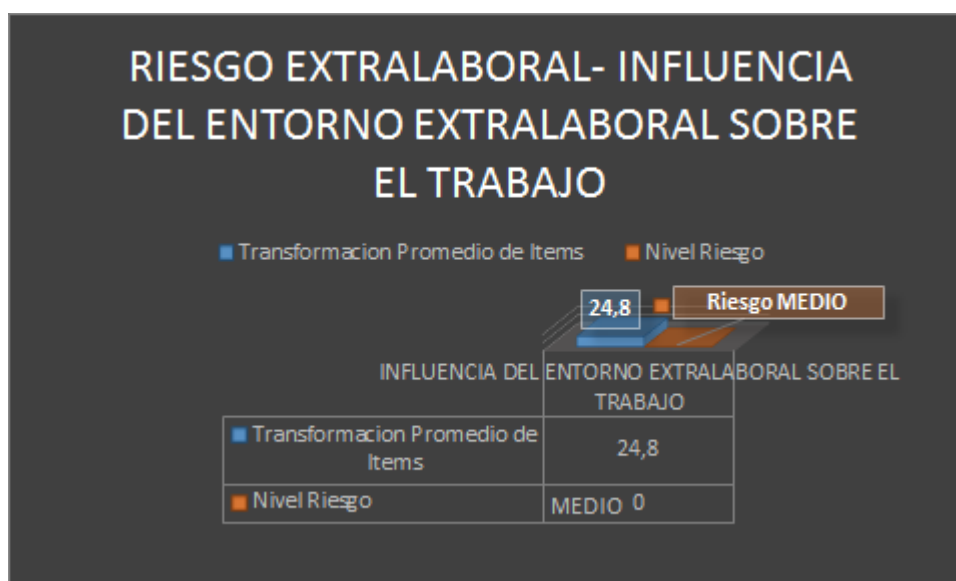 RIESGO EXTRALABORAL- INFLUENCIA
DEL ENTORNO EXTRALABORAL SOBRE
EL TRABAJO
Transformacion Promedio de Items
Nivel Riesgo
24,8
Riesgo MEDIO
INFLUENCIA DEL ENTORNO EXTRALABORAL SOBRE EL
TRABAJO
Transformacion Promedio de
Items
24,8
Nivel Riesgo
MEDIO 0